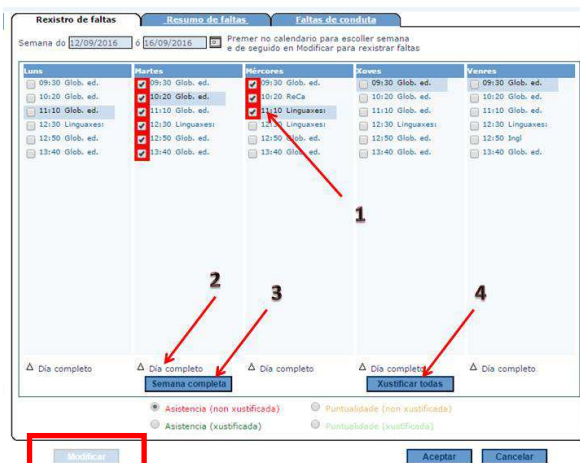 Rexistro de faltas Resumo de faltas Faltas de conduta
Semana do 12/09/2016 ó 16/09/2016 Premer no calendario para escoller semana
e de seguido en Modificar para rexistrar faltas
Luns Martes Mércores Xoves Venres
09:30 Glob. ed. 09:30 Glob. ed. 09:30 Glob. ed. 09:30 Glob. ed. 09:30 Glob. ed.
10:20 Glob. ed. 10:20 Glob. ed. 10:20 ReCa 10:20 Glob. ed. 10:20 Glob. ed.
11:10 Glob. ed. 11:10 Glob. ed. 11:10 Linguaxes: 11:10 Glob. ed. 11:10 Glob. ed.
12:30 Linguaxes: 12:30 Linguaxes: 12:30 Linguaxes: 12:30 Linguaxes: 12:30 Linguaxes:
12:50 Glob. ed. 12:50 Glob. ed. 12:50 Glob. ed. 12:50 Glob. ed. 12:50 Ingl
13:40 Glob. ed. 13:40 Glob. ed. 13:40 Glob. ed. 13:40 Glob. ed. 13:40 Glob. ed.
1
2 3 4
Día completo Día completo Día completo Día completo Día completo
Semana completa Xustificar todas
Asistencia (non xustificada) Puntualidade (non xustificada)
Asistencia (xustificada) Puntualidade (xustificada)
Modificar Aceptar Cancelar